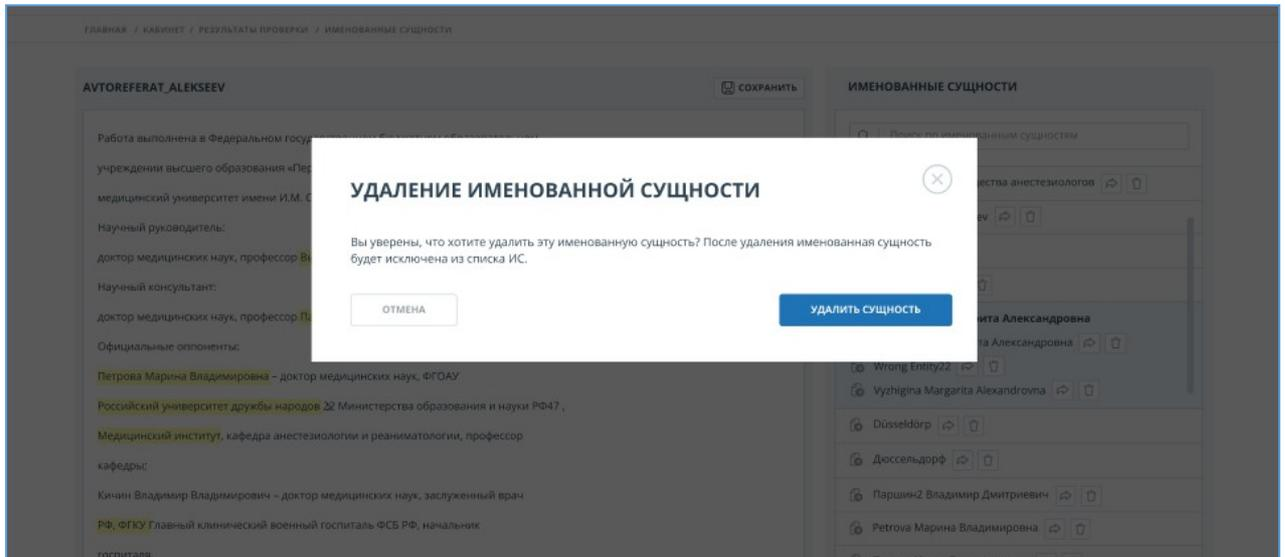 ГЛАВНАЯ / КАБИНЕТ / РЕЗУЛЬТАТЫ ПРОВЕРКИ / ИМЕНОВАННЫЕ СУЩНОСТИ
AVTOREFERAT_ALEKSEEV
СОХРАНИТЬ
Работа выполнена в Федеральном
учреждении высшего образования
медицинский университет имени И.М.
Научный руководитель:
доктор медицинских наук, профессор
Научный консультант:
доктор медицинских наук, профессор
Официальные оппоненты:
Петрова Марина Владимировна – доктор медицинских наук, ФГОАУ
Российский университет дружбы народов 22 Министерства образования и науки РФ47 ,
Медицинский институт, кафедра анестезиологии и реаниматологии, профессор
кафедры;
Кичин Владимир Владимирович – доктор медицинских наук, заслуженный врач
РФ, ФГКУ Главный клинический военный госпиталь ФСБ РФ, начальник
госпиталя
УДАЛЕНИЕ ИМЕНОВАННОЙ СУЩНОСТИ
Вы уверены, что хотите удалить эту именованную сущность? После удаления именованная сущность
будет исключена из списка ИС.
ОТМЕНА
УДАЛИТЬ СУЩНОСТЬ
ИМЕНОВАННЫЕ СУЩНОСТИ
Поиск по именованным сущностям
анестезиологов
ev
Александровна
Александровна
Wrong Entity22
Vyzhigina Margarita Alexandrovna
Düsseldörp
Дюссельдорф
Паршин2 Владимир Дмитриевич
Petrova Марина Владимировна